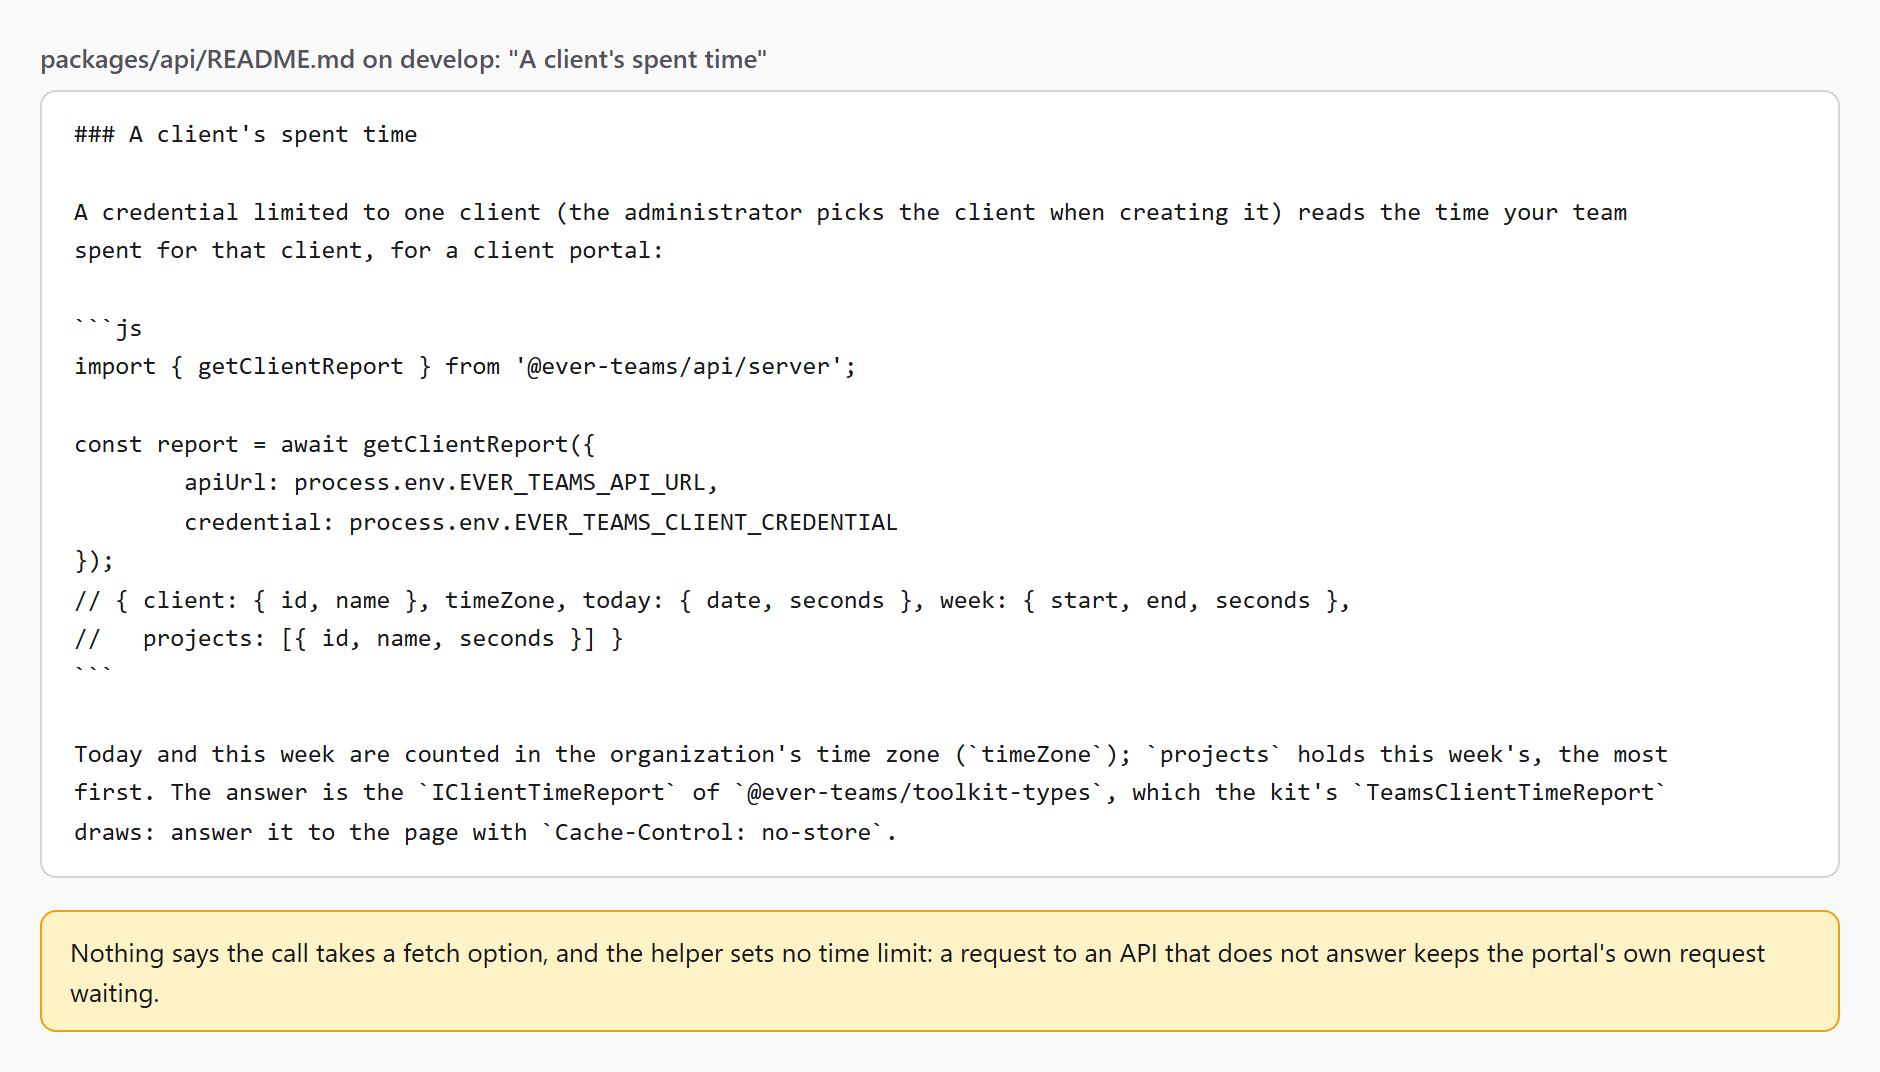 packages/api/README.md on develop: "A client's spent time"
### A client's spent time
A credential limited to one client (the administrator picks the client when creating it) reads the time your team
spent for that client, for a client portal:
```js
import { getClientReport } from '@ever-teams/api/server';
const report = await getClientReport({
        apiUrl: process.env.EVER_TEAMS_API_URL,
        credential: process.env.EVER_TEAMS_CLIENT_CREDENTIAL
});
// { client: { id, name }, timeZone, today: { date, seconds }, week: { start, end, seconds },
//   projects: [{ id, name, seconds }] }
```
Today and this week are counted in the organization's time zone (`timeZone`); `projects` holds this week's, the most
first. The answer is the `IClientTimeReport` of `@ever-teams/toolkit-types`, which the kit's `TeamsClientTimeReport`
draws: answer it to the page with `Cache-Control: no-store`.
Nothing says the call takes a fetch option, and the helper sets no time limit: a request to an API that does not answer keeps the portal's own request
waiting.